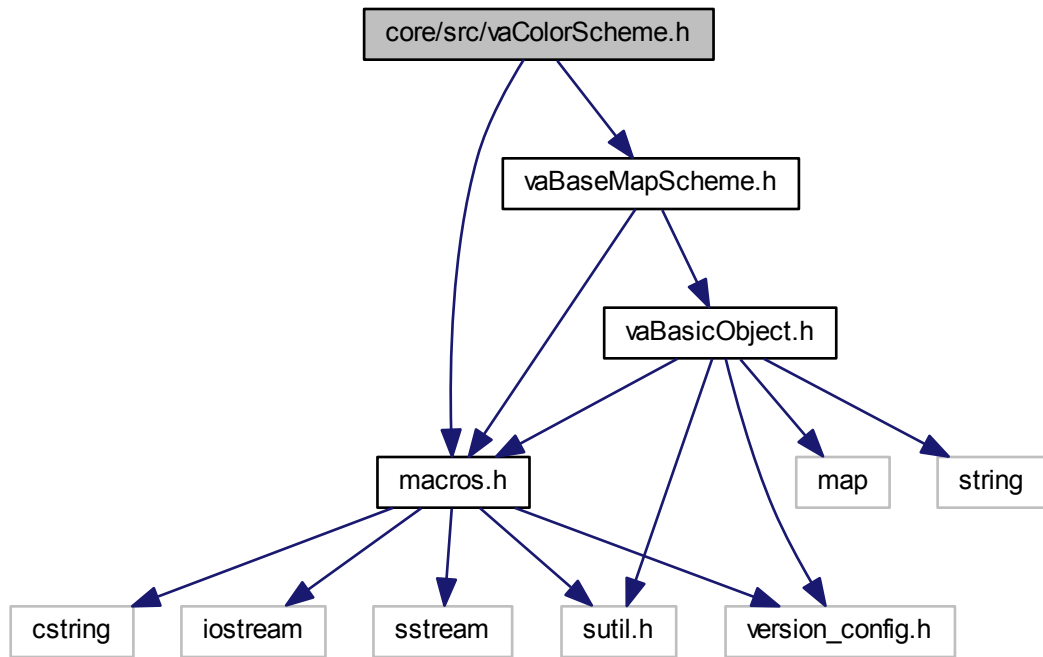 core/src/vaColorScheme.h
vaBaseMapScheme.h
vaBasicObject.h
macros.h
map
string
cstring
iostream
sstream
sutil.h
version_config.h